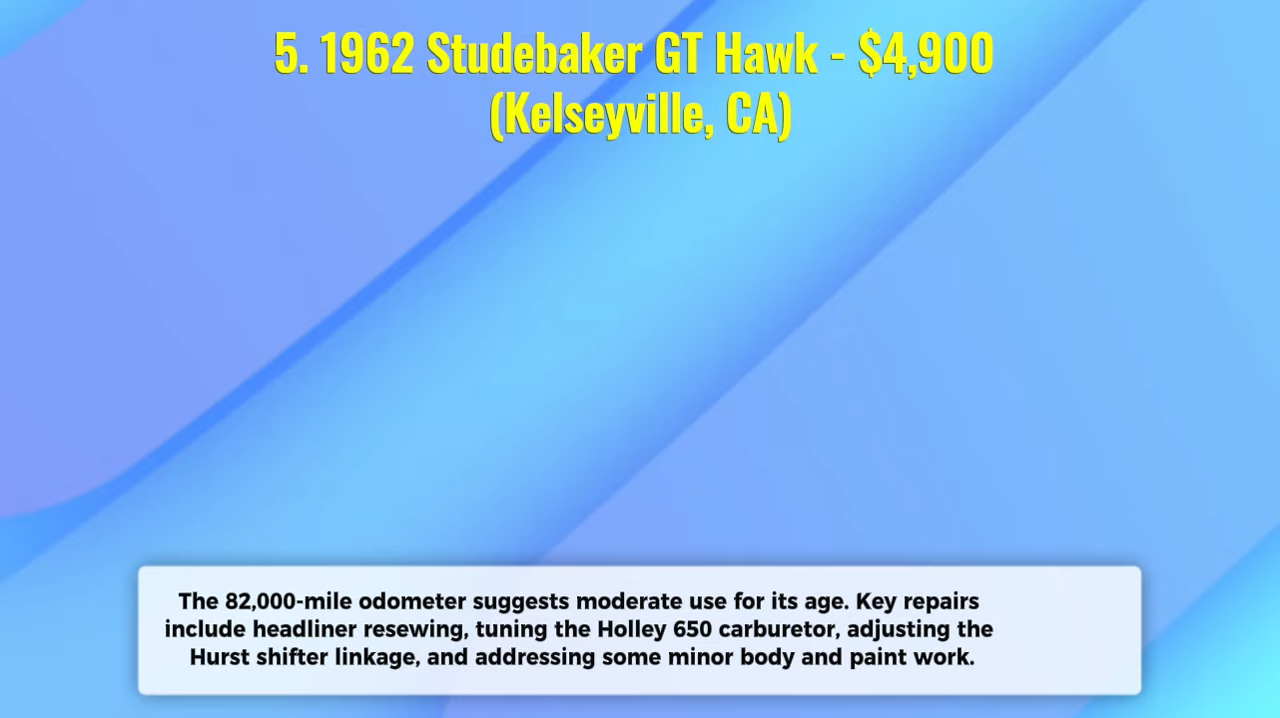 5. 1962 Studebaker GT Hawk - $4,900
(Kelseyville, CA)
The 82,000-mile odometer suggests moderate use for its age. Key repairs
include headliner resewing, tuning the Holley 650 carburetor, adjusting the
Hurst shifter linkage, and addressing some minor body and paint work.